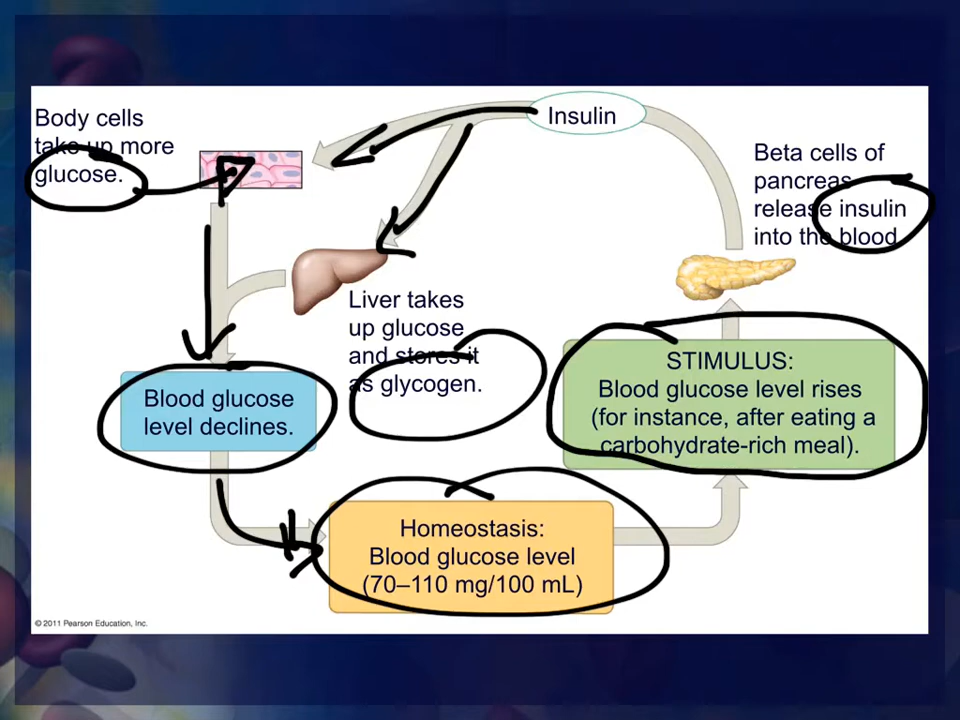 Body cells
take up more
glucose.
Insulin
Beta cells of
pancreas
release insulin
into the blood
Liver takes
up glucose
and stores it
as glycogen.
STIMULUS:
Blood glucose level rises
(for instance, after eating a
carbohydrate-rich meal).
Blood glucose
level declines.
Homeostasis:
Blood glucose level
(70–110 mg/100 mL)
© 2011 Pearson Education, Inc.